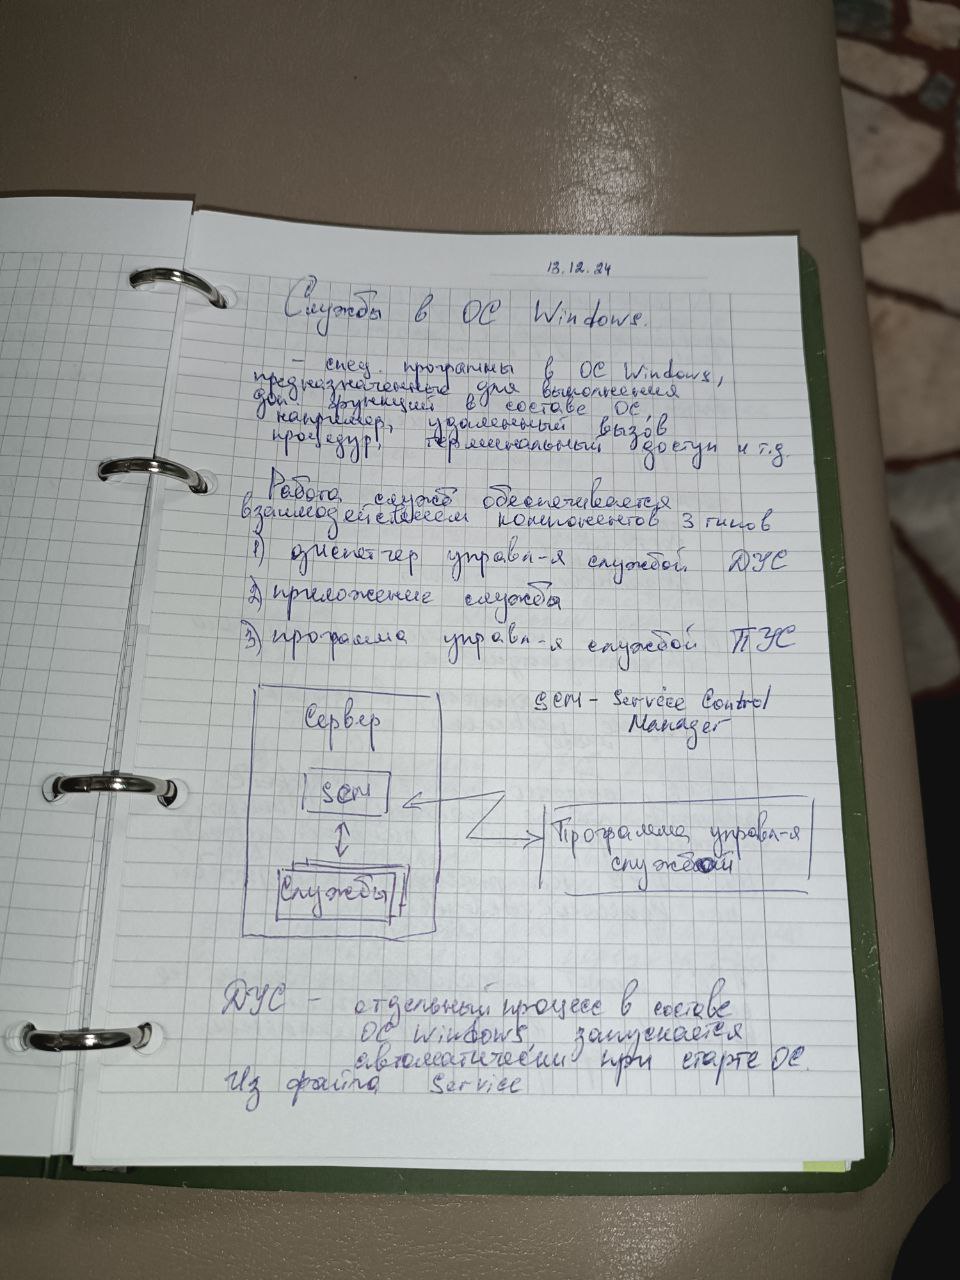 13.12.24
Службы в ОС Windows.
- спец. программы в ОС Windows,
предназначенные для выполнения
доп функций в составе ОС,
например, удаленный вызов
процедур, терминальный доступ и т.д.
Работа служб обеспечивается
взаимодействием компонентов 3 типов
1) диспетчер управл-я службой ДУС
2) приложение службы
3) программа управл-я службой ПУС
SCM - Service Control
Manager
Сервер
SCM
Службы
Программа управл-я
службой
ДУС - отдельный процесс в составе
ОС Windows, запускается
автоматически при старте ОС.
Из файла Service